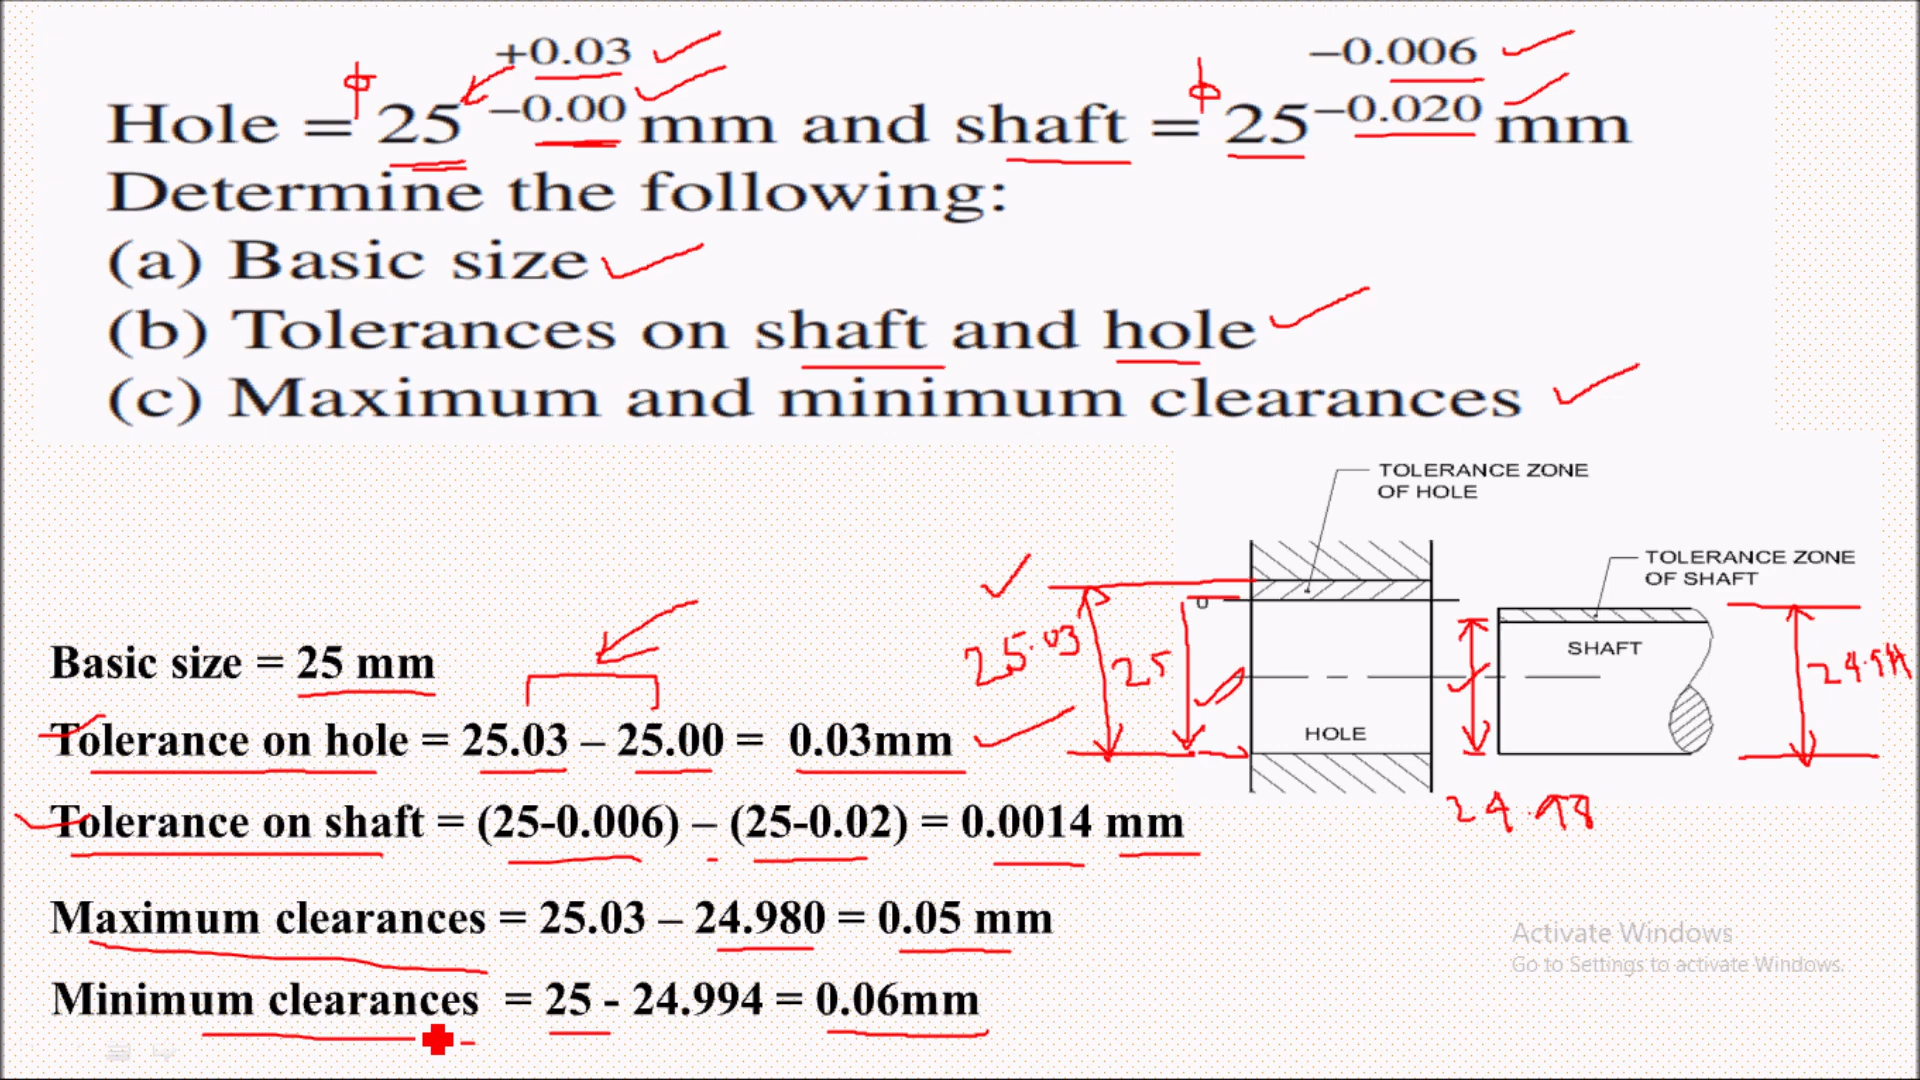 +0.03
−0.006
Hole = ϕ 25 −0.00 mm and shaft = ϕ 25 −0.020 mm
Determine the following:
(a) Basic size
(b) Tolerances on shaft and hole
(c) Maximum and minimum clearances
TOLERANCE ZONE
OF HOLE
TOLERANCE ZONE
OF SHAFT
0
SHAFT
25.03
25
HOLE
24.98
Basic size = 25 mm
Tolerance on hole = 25.03 – 25.00 = 0.03mm
Tolerance on shaft = (25-0.006) – (25-0.02) = 0.0014 mm
Maximum clearances = 25.03 – 24.980 = 0.05 mm
Minimum clearances = 25 - 24.994 = 0.06mm
Activate Windows
Go to Settings to activate Windows.